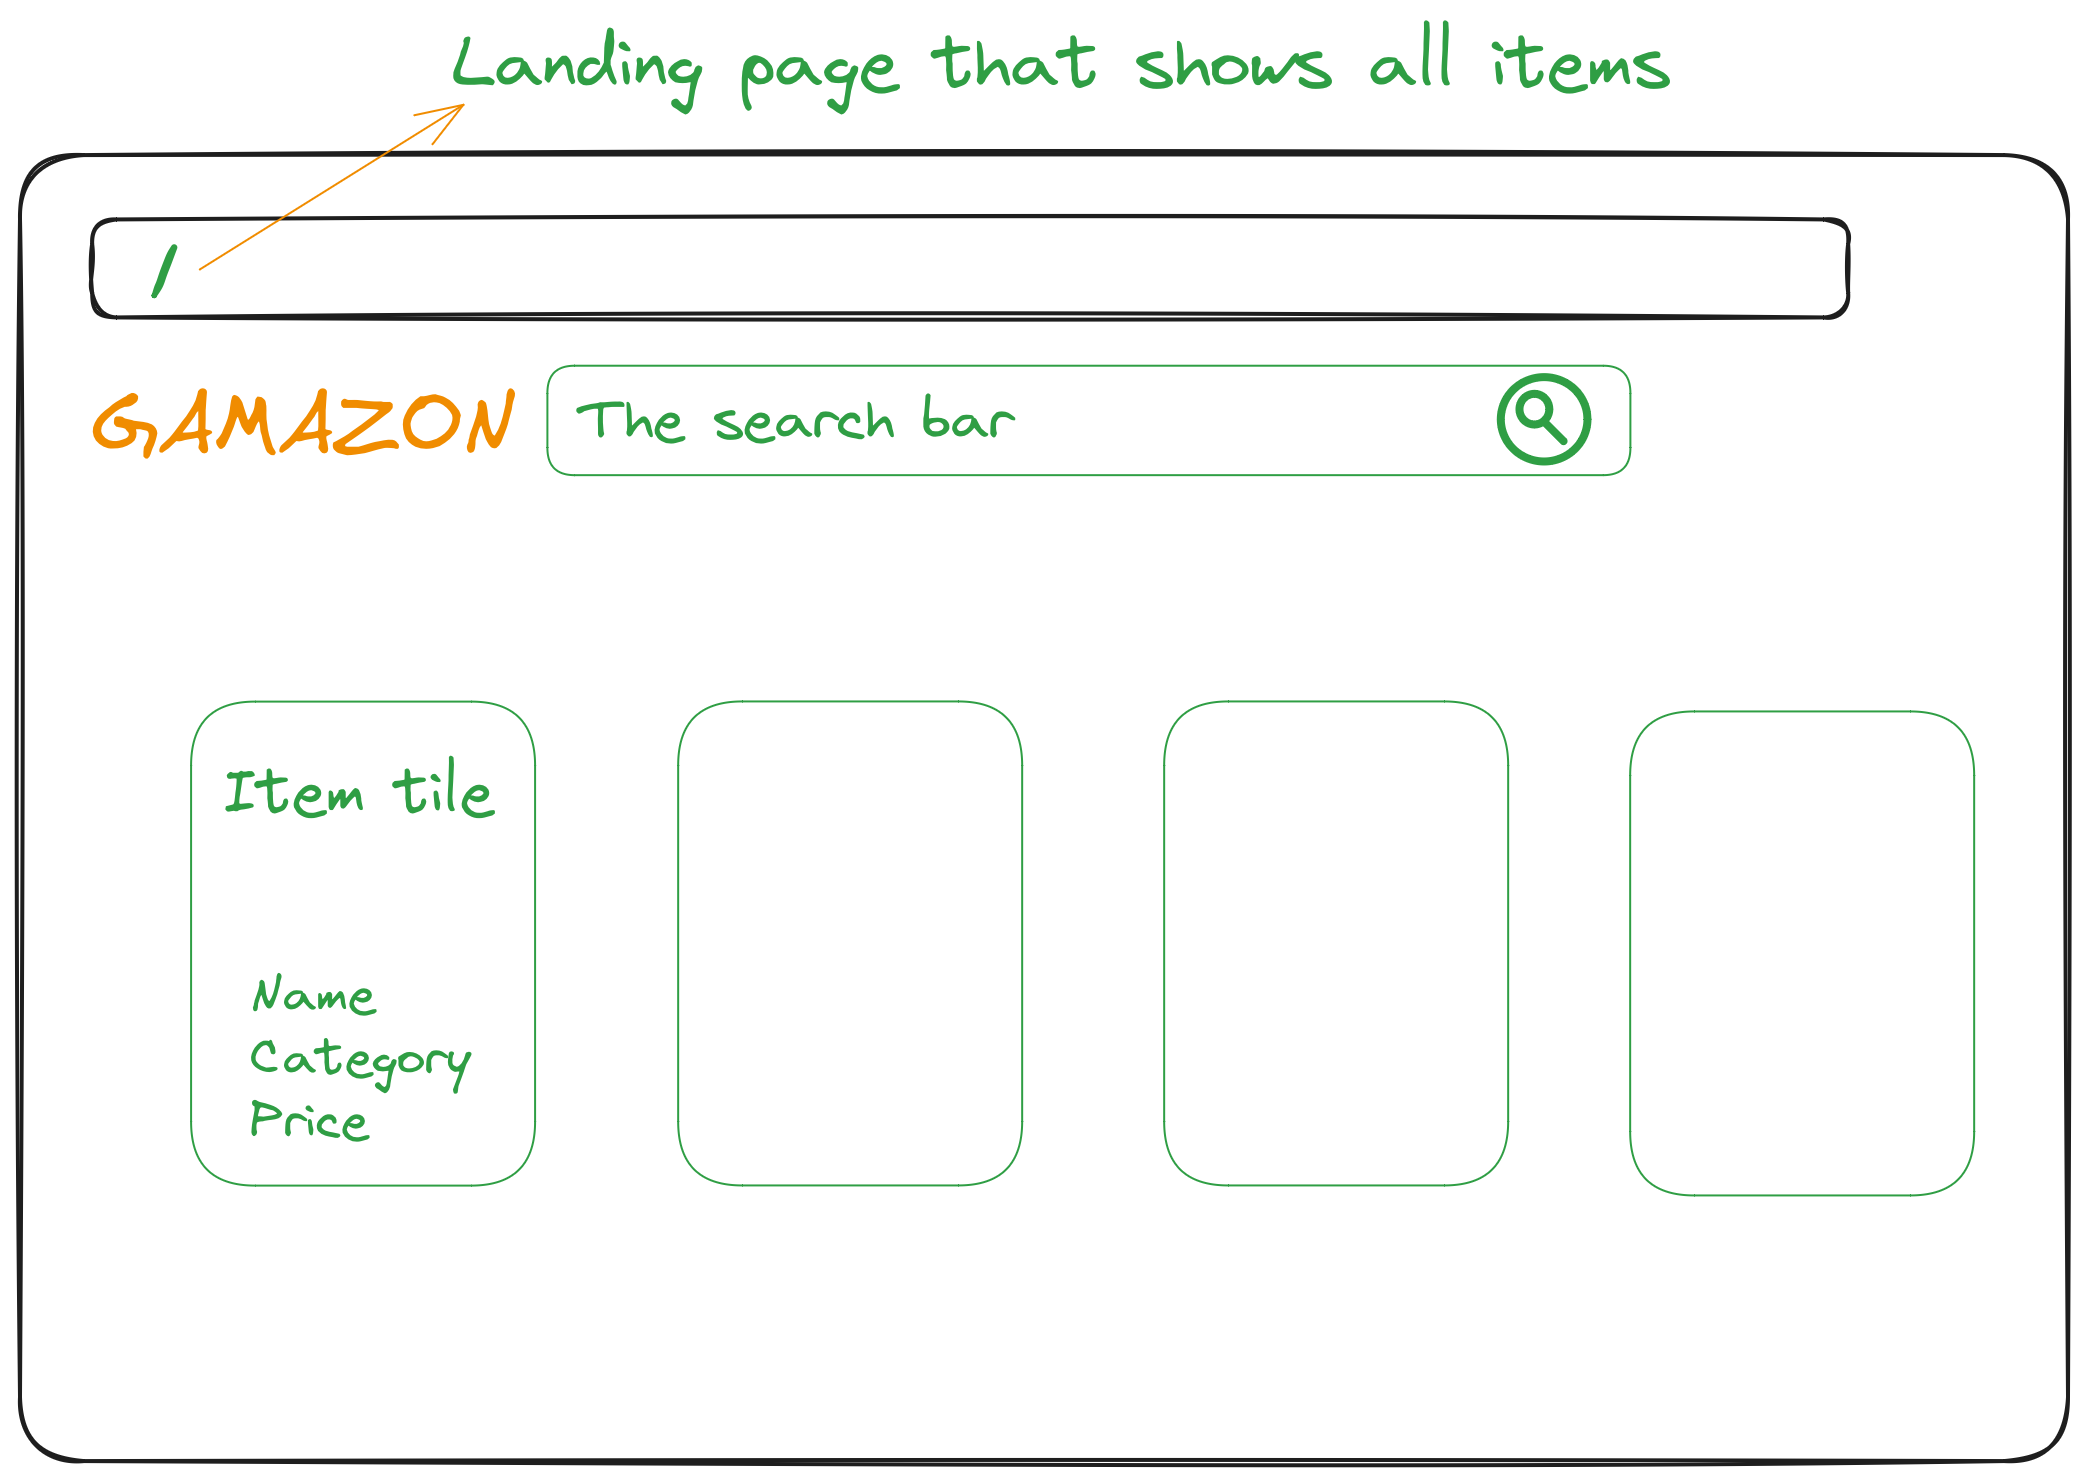 Landing page that shows all items
/
GAMAZON
The search bar
Item tile
Name
Category
Price